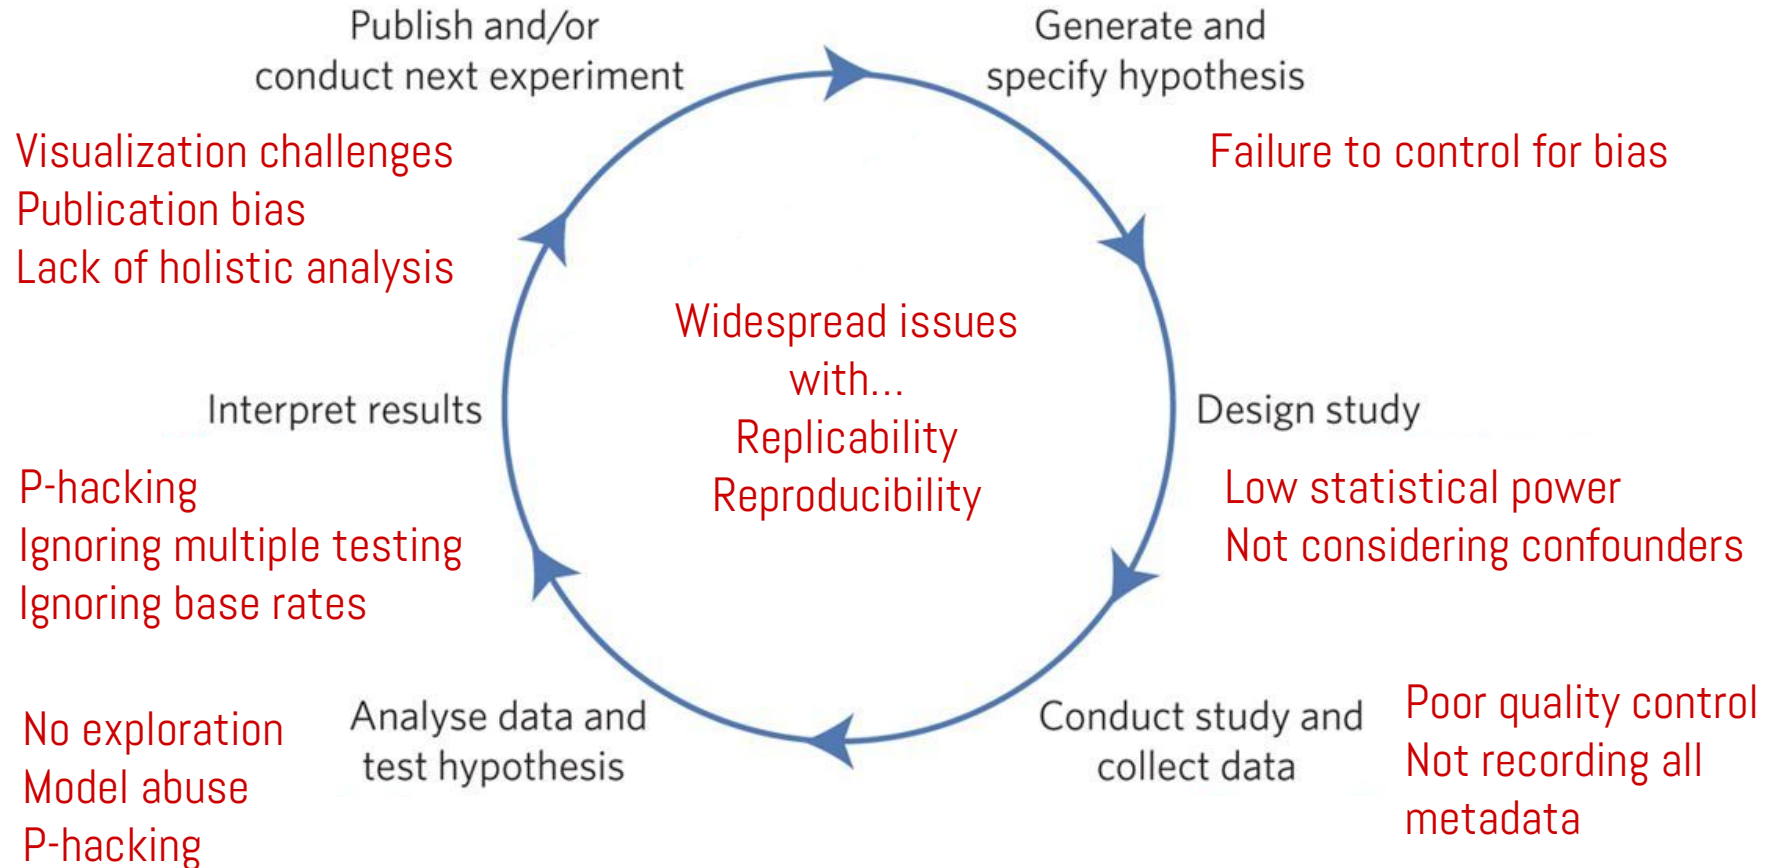 Publish and/or
conduct next experiment
Generate and
specify hypothesis
Visualization challenges
Publication bias
Lack of holistic analysis
Failure to control for bias
Widespread issues
with...
Replicability
Reproducibility
Interpret results
Design study
P-hacking
Ignoring multiple testing
Ignoring base rates
Low statistical power
Not considering confounders
No exploration
Model abuse
P-hacking
Analyse data and
test hypothesis
Conduct study and
collect data
Poor quality control
Not recording all
metadata